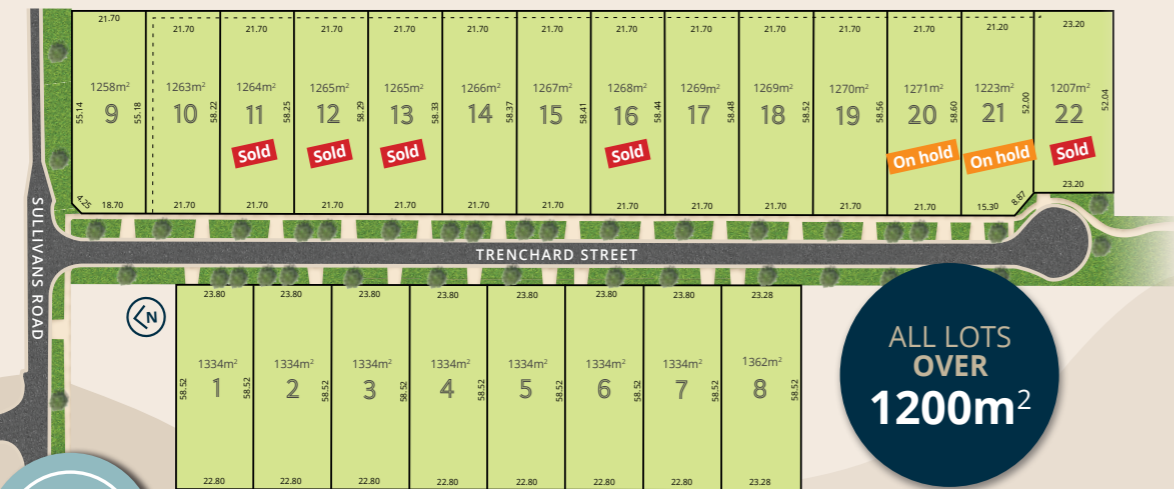 21.70
1258m²
9
55.14
55.18
4.25
18.70
21.70
1263m²
10
58.22
21.70
21.70
1264m²
11
58.25
Sold
21.70
21.70
1265m²
12
58.29
Sold
21.70
21.70
1265m²
13
58.33
Sold
21.70
21.70
1266m²
14
58.37
21.70
21.70
1267m²
15
58.41
21.70
21.70
1268m²
16
58.44
Sold
21.70
21.70
1269m²
17
58.48
21.70
21.70
1269m²
18
58.52
21.70
21.70
1270m²
19
58.56
21.70
21.70
1271m²
20
58.60
On hold
21.70
21.20
1223m²
21
52.00
On hold
15.30
8.87
23.20
1207m²
22
52.04
Sold
23.20
SULLIVANS ROAD
TRENCHARD STREET
N
23.80
1334m²
1
58.52
58.52
22.80
23.80
1334m²
2
58.52
22.80
23.80
1334m²
3
58.52
22.80
23.80
1334m²
4
58.52
22.80
23.80
1334m²
5
58.52
22.80
23.80
1334m²
6
58.52
22.80
23.80
1334m²
7
58.52
22.80
23.28
1362m²
8
58.52
23.28
ALL LOTS
OVER
1200m²